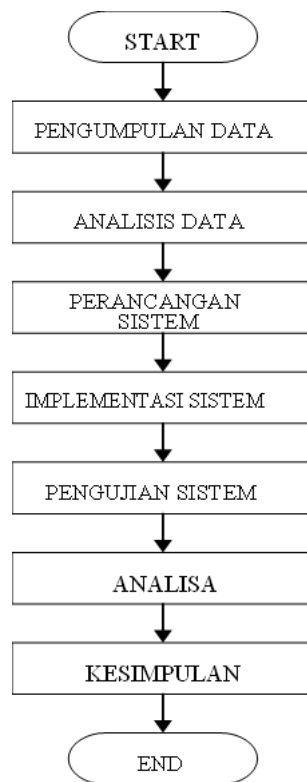 START
PENGUMPULAN DATA
ANALISIS DATA
PERANCANGAN
SISTEM
IMPLEMENTASI SISTEM
PENGUJIAN SISTEM
ANALISA
KESIMPULAN
END